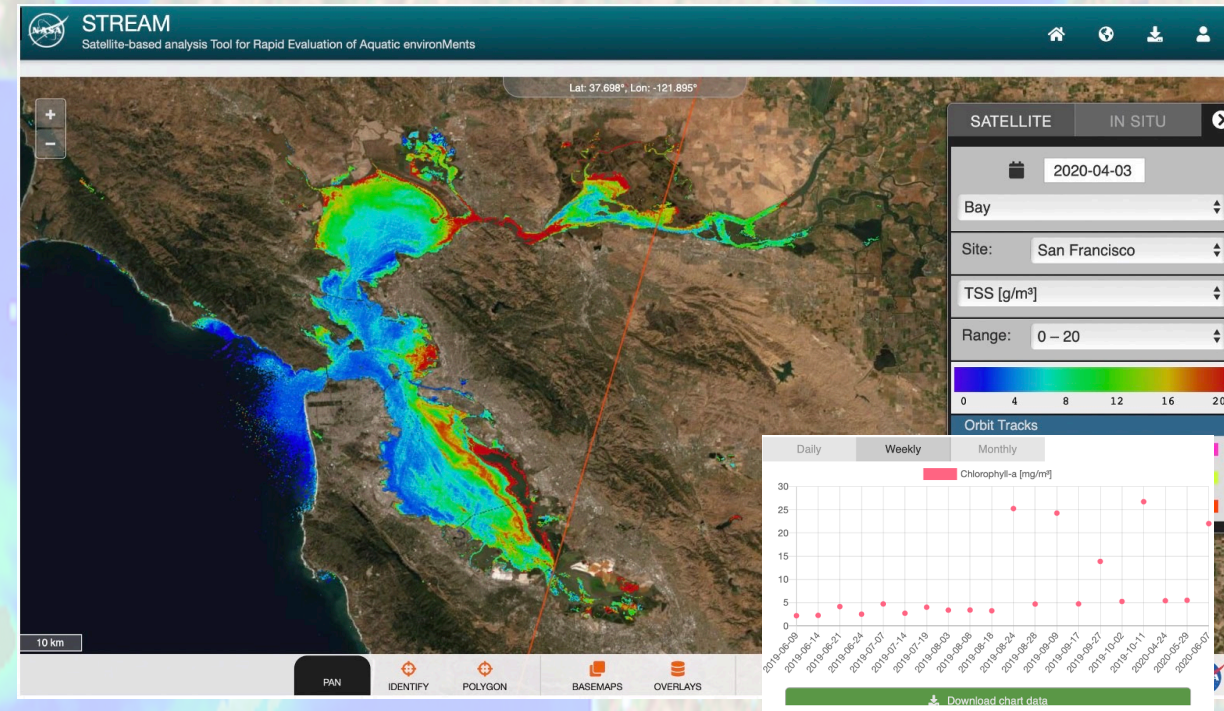 NASA
STREAM
Satellite-based analysis Tool for Rapid Evaluation of Aquatic environMents
Lat: 37.698°, Lon: -121.895°
+
−
SATELLITE
IN SITU
2020-04-03
Bay
Site: San Francisco
TSS [g/m³]
Range: 0 – 20
0 4 8 12 16 20
Orbit Tracks
Daily
Weekly
Monthly
Chlorophyll-a [mg/m³]
30
25
20
15
10
5
0
2019-06-09
2019-06-14
2019-06-21
2019-06-24
2019-07-07
2019-07-14
2019-07-19
2019-08-03
2019-08-08
2019-08-18
2019-08-24
2019-08-28
2019-09-09
2019-09-17
2019-09-27
2019-10-02
2019-10-11
2020-04-24
2020-05-29
2020-06-07
10 km
PAN
IDENTIFY
POLYGON
BASEMAPS
OVERLAYS
Download chart data